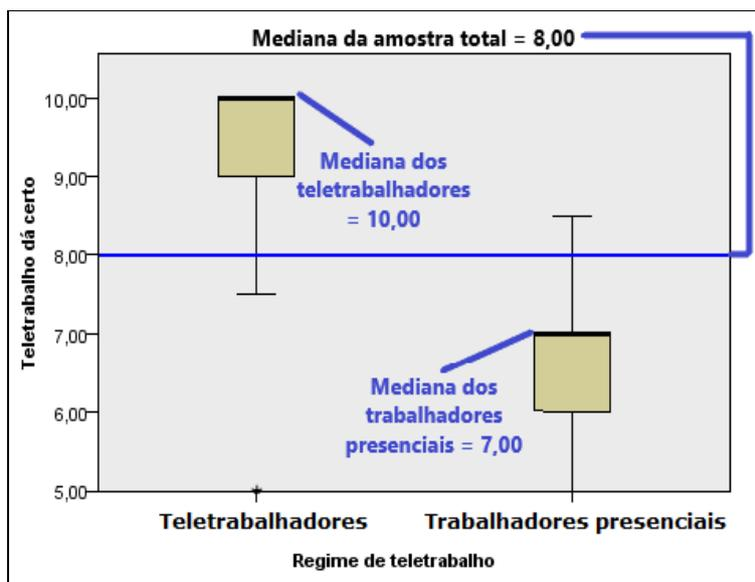 Mediana da amostra total = 8,00
10,00
Mediana dos
teletrabalhadores
= 10,00
9,00
8,00
Teletrabalho dá certo
7,00
Mediana dos
trabalhadores
presenciais = 7,00
6,00
5,00
Teletrabalhadores
Trabalhadores presenciais
Regime de teletrabalho